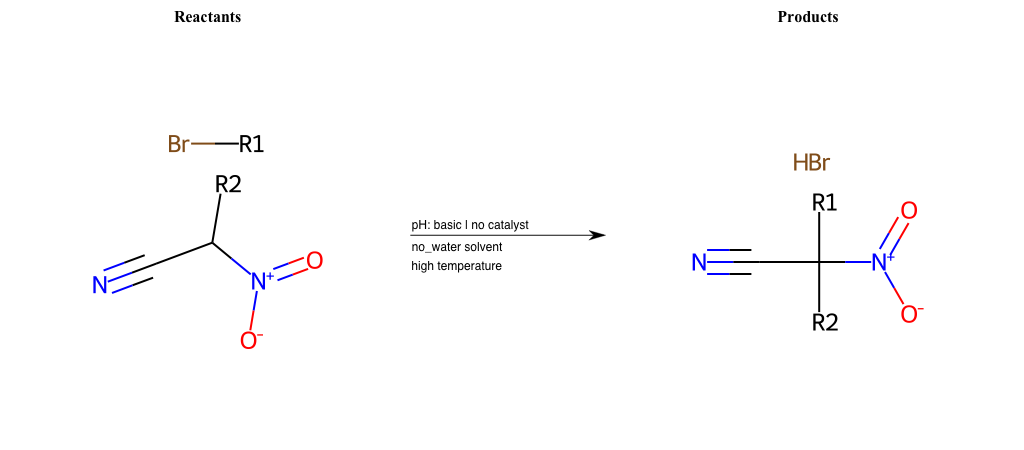 Reactants
Products
Br R1
R2
N
N+
O
O−
pH: basic | no catalyst
no_water solvent
high temperature
HBr
R1
O
N
N+
R2
O−